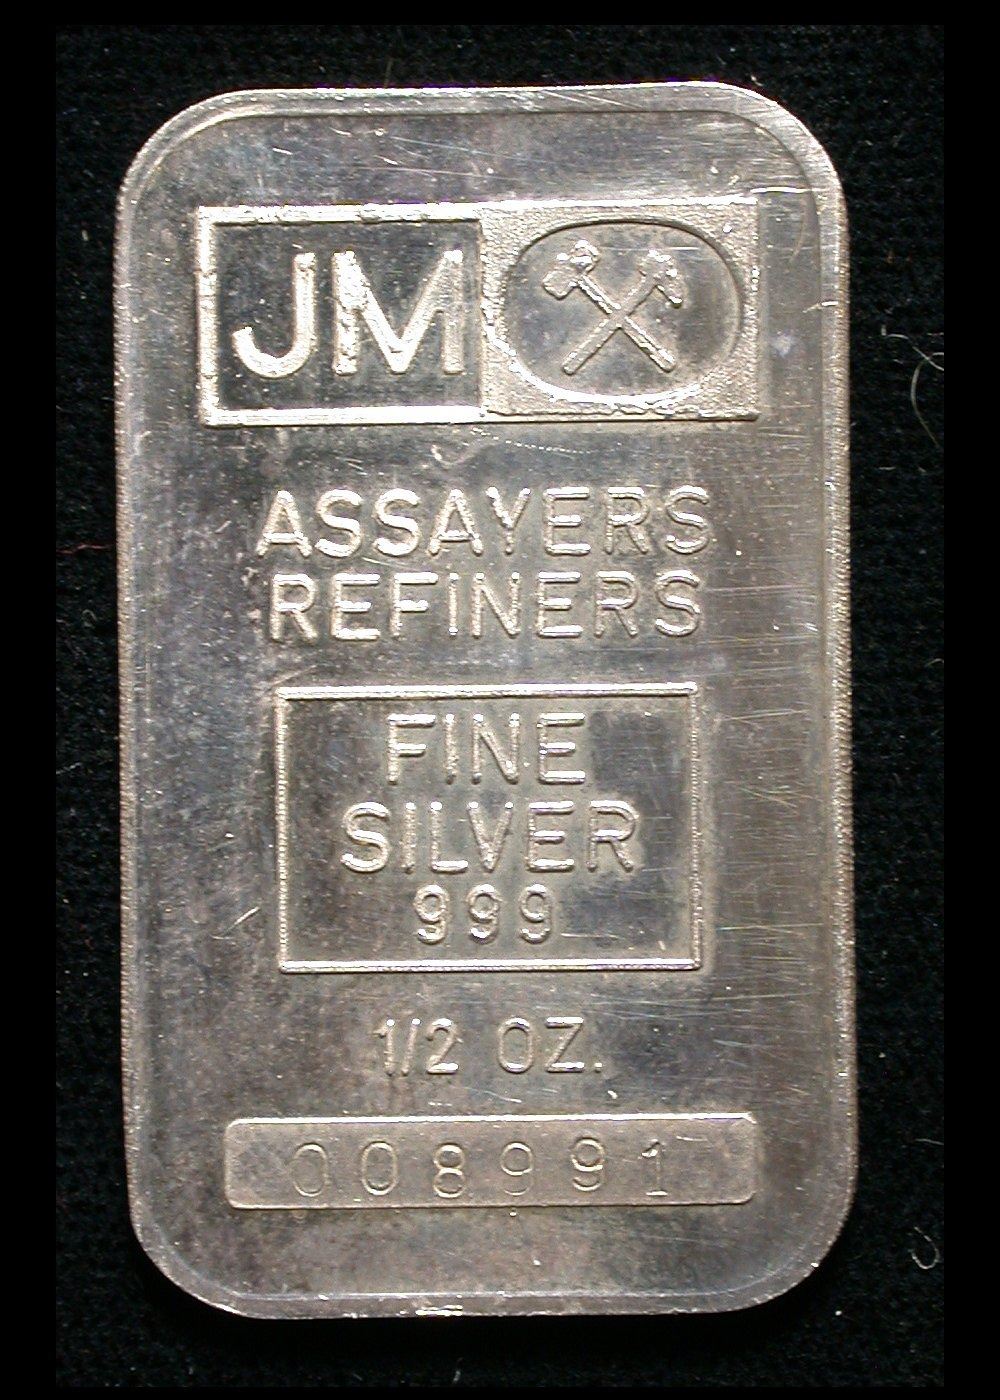 JM
ASSAYERS
REFINERS
FINE
SILVER
999
1/2 OZ.
008991